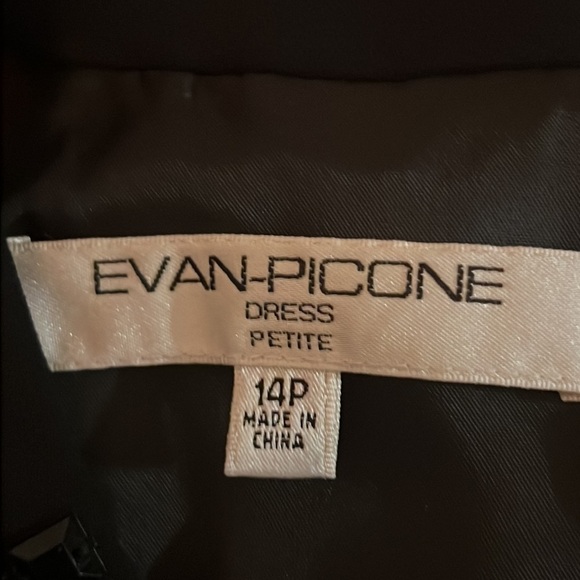 EVAN-PICONE
DRESS
PETITE
14P
MADE IN
CHINA